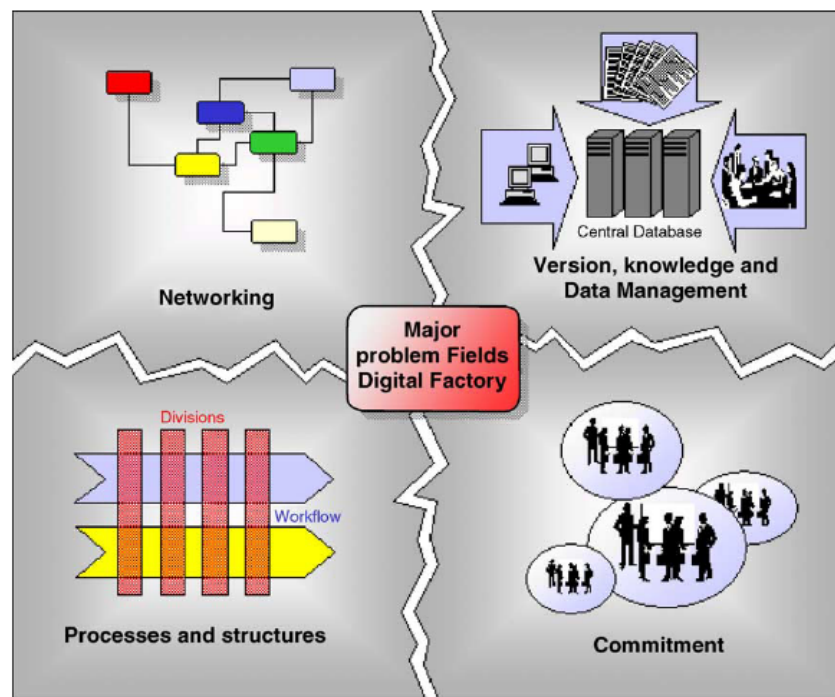 Networking
Central Database
Version, knowledge and
Data Management
Major
problem Fields
Digital Factory
Divisions
Workflow
Processes and structures
Commitment